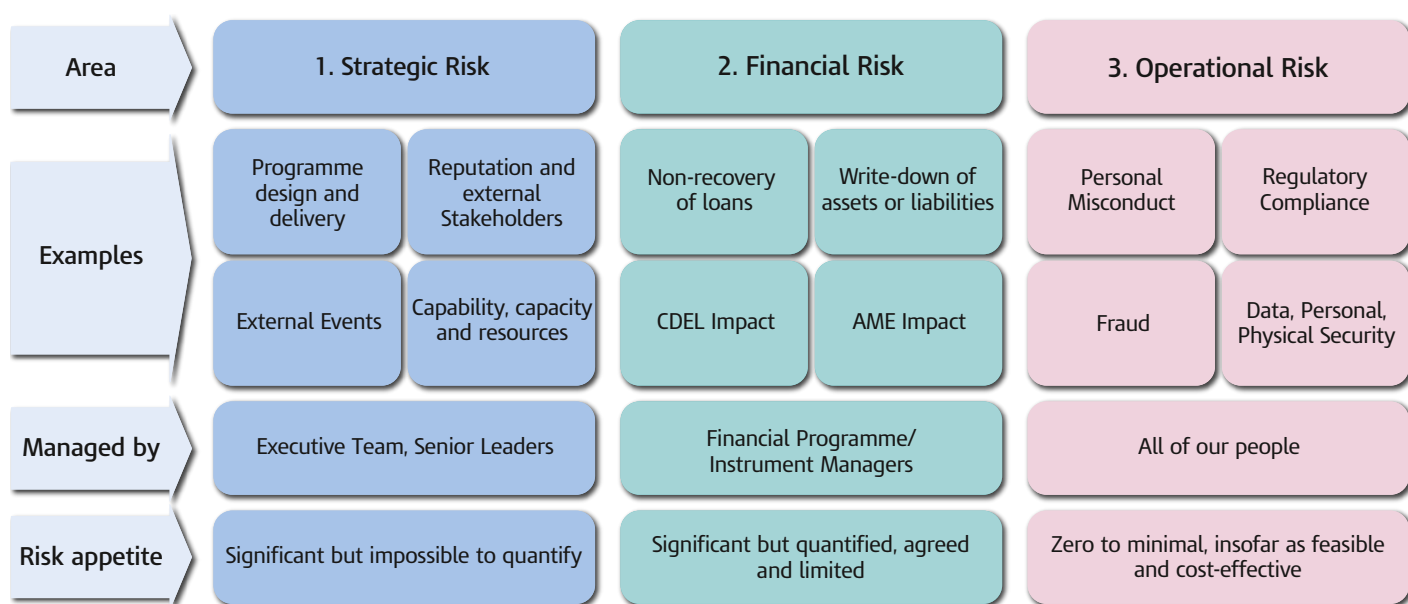 Area
1. Strategic Risk
2. Financial Risk
3. Operational Risk
Examples
Programme
design and
delivery
Reputation and
external
Stakeholders
Non-recovery
of loans
Write-down of
assets or liabilities
Personal
Misconduct
Regulatory
Compliance
External Events
Capability, capacity
and resources
CDEL Impact
AME Impact
Fraud
Data, Personal,
Physical Security
Managed by
Executive Team, Senior Leaders
Financial Programme/
Instrument Managers
All of our people
Risk appetite
Significant but impossible to quantify
Significant but quantified, agreed
and limited
Zero to minimal, insofar as feasible
and cost-effective